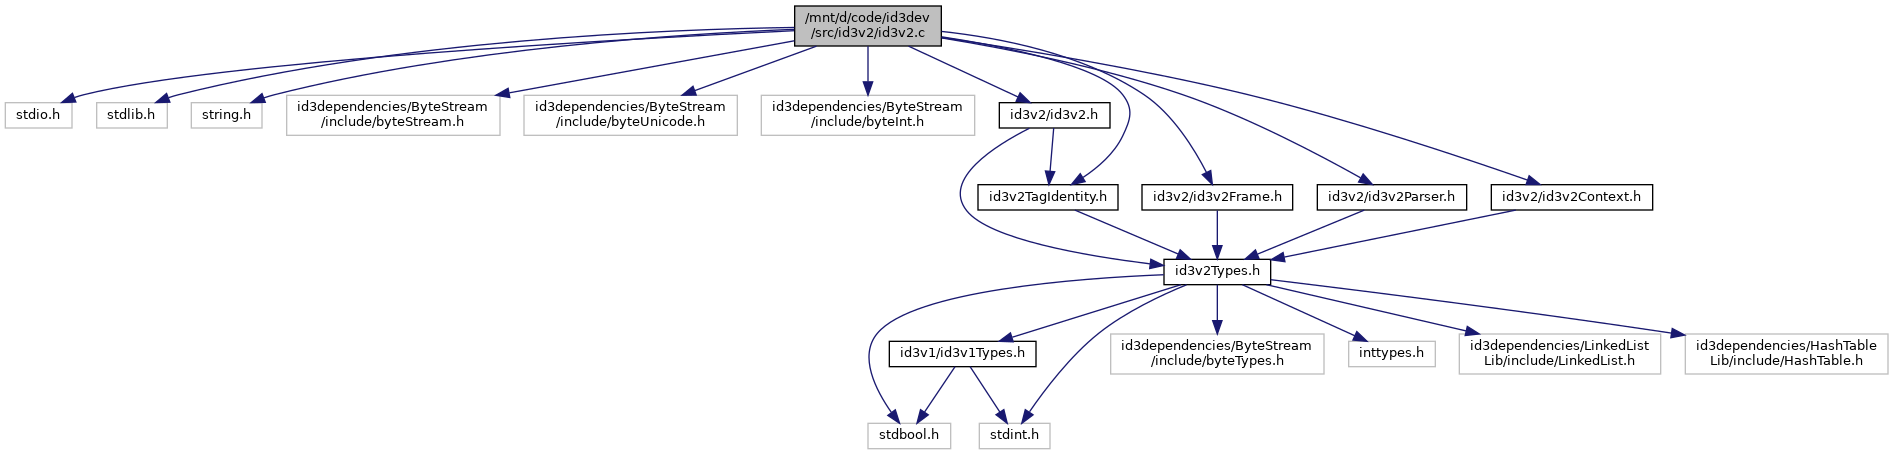 /mnt/d/code/id3dev
/src/id3v2/id3v2.c
stdio.h
stdlib.h
string.h
id3dependencies/ByteStream
/include/byteStream.h
id3dependencies/ByteStream
/include/byteUnicode.h
id3dependencies/ByteStream
/include/byteInt.h
id3v2/id3v2.h
id3v2TagIdentity.h
id3v2/id3v2Frame.h
id3v2/id3v2Parser.h
id3v2/id3v2Context.h
id3v2Types.h
id3v1/id3v1Types.h
id3dependencies/ByteStream
/include/byteTypes.h
inttypes.h
id3dependencies/LinkedList
Lib/include/LinkedList.h
id3dependencies/HashTable
Lib/include/HashTable.h
stdbool.h
stdint.h